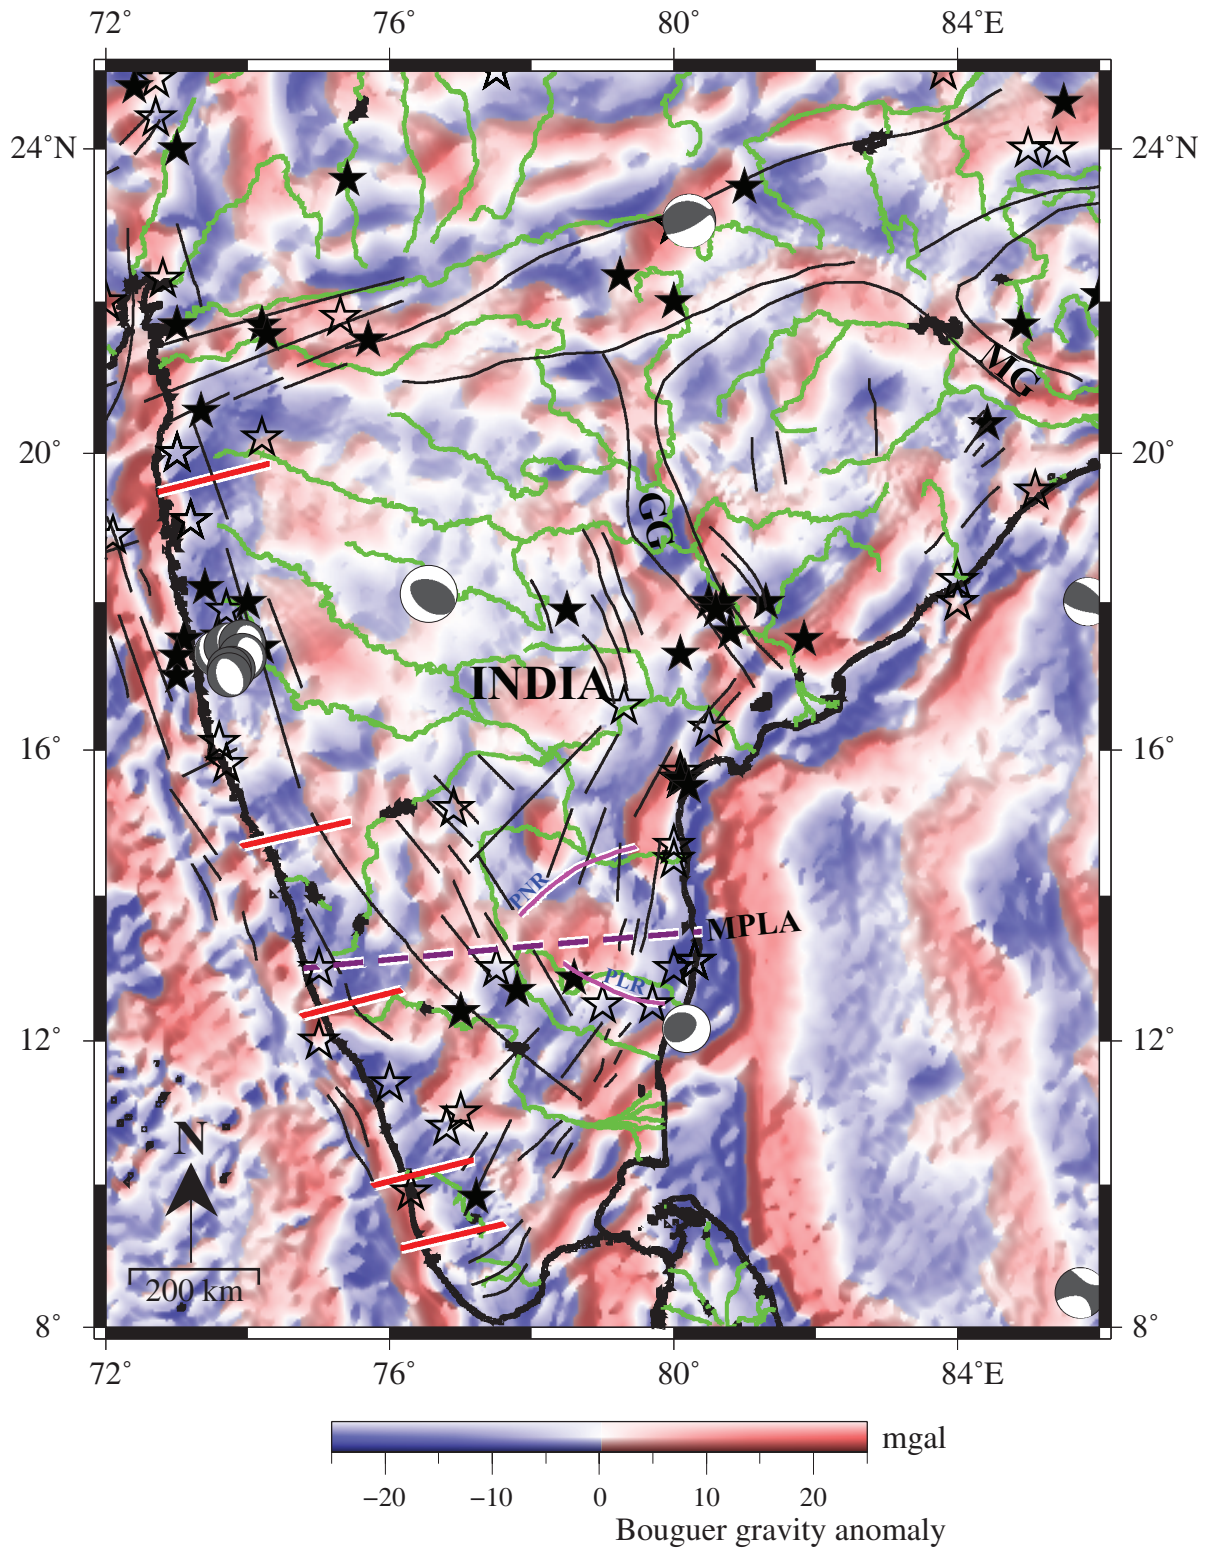 72˚ 76˚ 80˚ 84˚E
24˚N 24˚N
MG
20˚ 20˚
GG
INDIA
16˚ 16˚
PNR
MPLA
PLR
12˚ 12˚
N
200 km
8˚ 8˚
72˚ 76˚ 80˚ 84˚E
mgal
−20 −10 0 10 20
Bouguer gravity anomaly